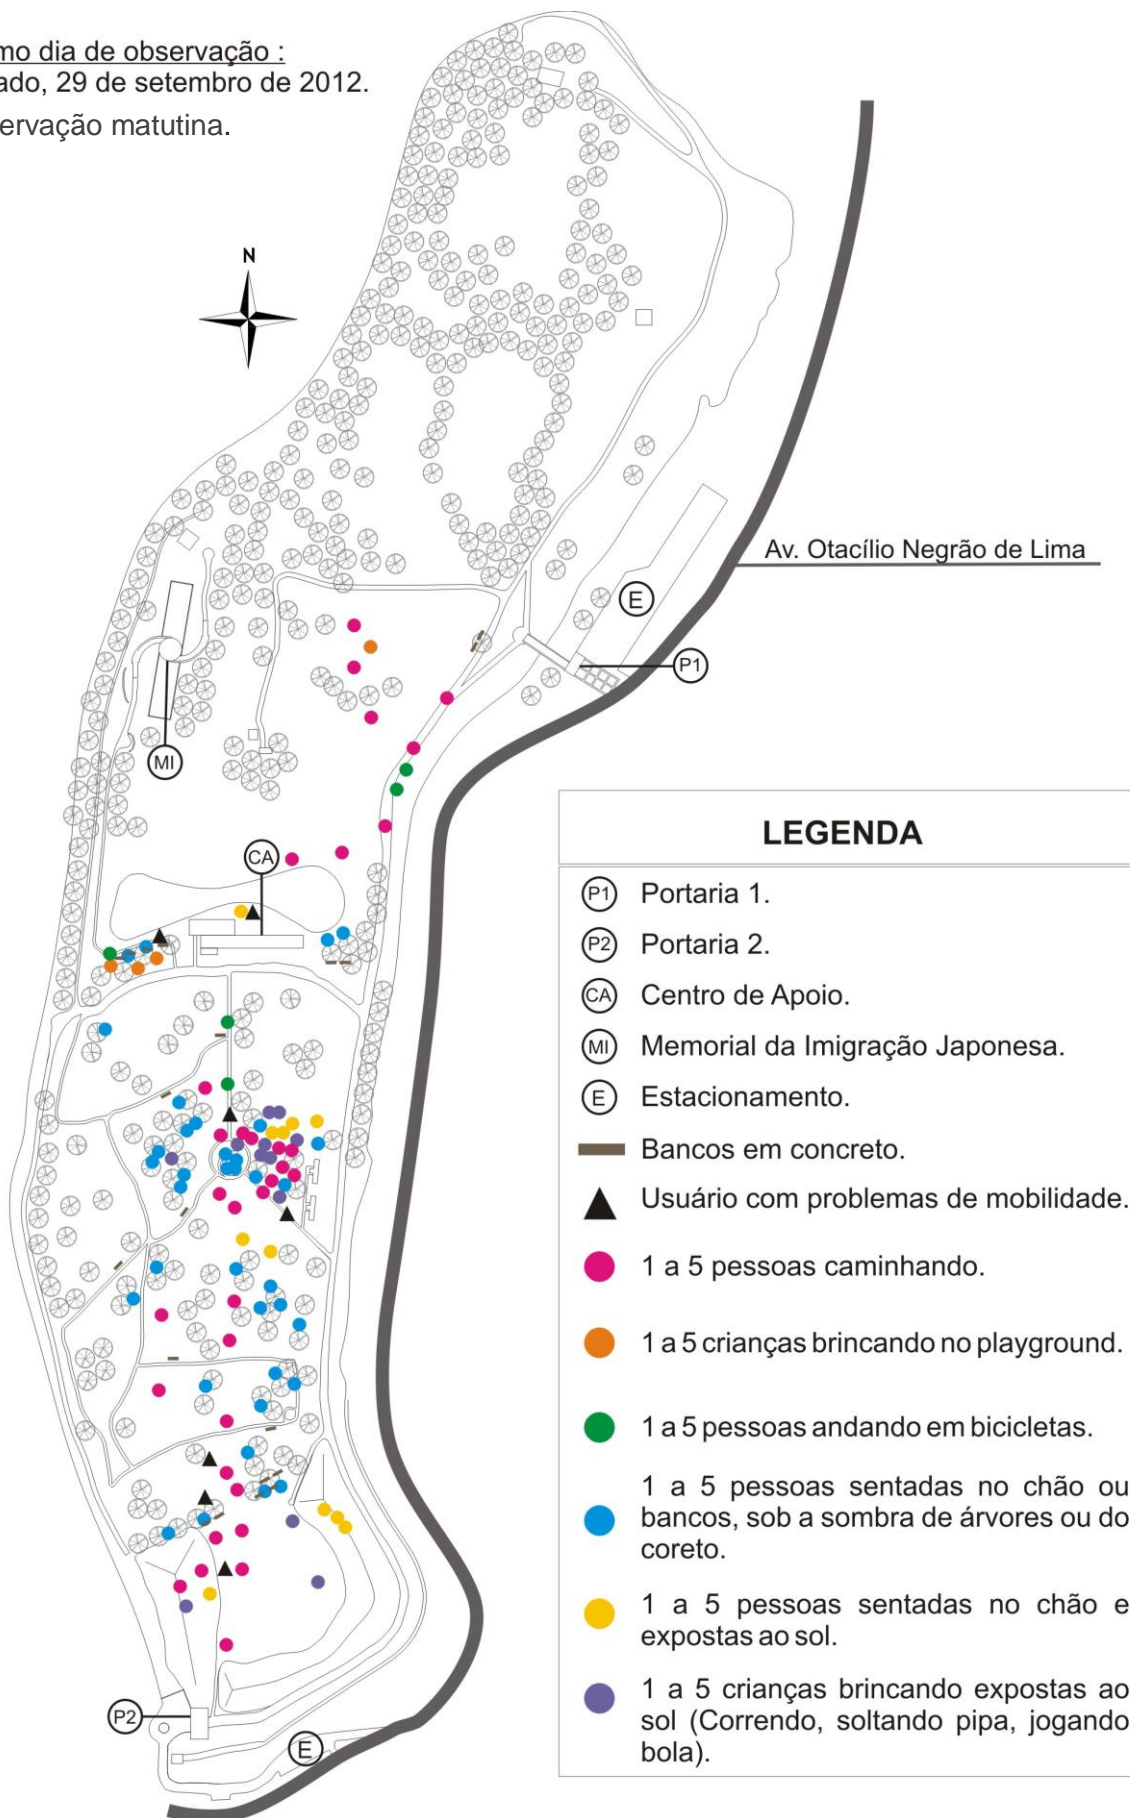 mo dia de observação :
ado, 29 de setembro de 2012.
ervação matutina.
N
Av. Otacílio Negrão de Lima
E
P1
MI
CA
LEGENDA
P1 Portaria 1.
P2 Portaria 2.
CA Centro de Apoio.
MI Memorial da Imigração Japonesa.
E Estacionamento.
Bancos em concreto.
Usuário com problemas de mobilidade.
1 a 5 pessoas caminhando.
1 a 5 crianças brincando no playground.
1 a 5 pessoas andando em bicicletas.
1 a 5 pessoas sentadas no chão ou
bancos, sob a sombra de árvores ou do
coreto.
1 a 5 pessoas sentadas no chão e
expostas ao sol.
1 a 5 crianças brincando expostas ao
sol (Correndo, soltando pipa, jogando
bola).
P2
E